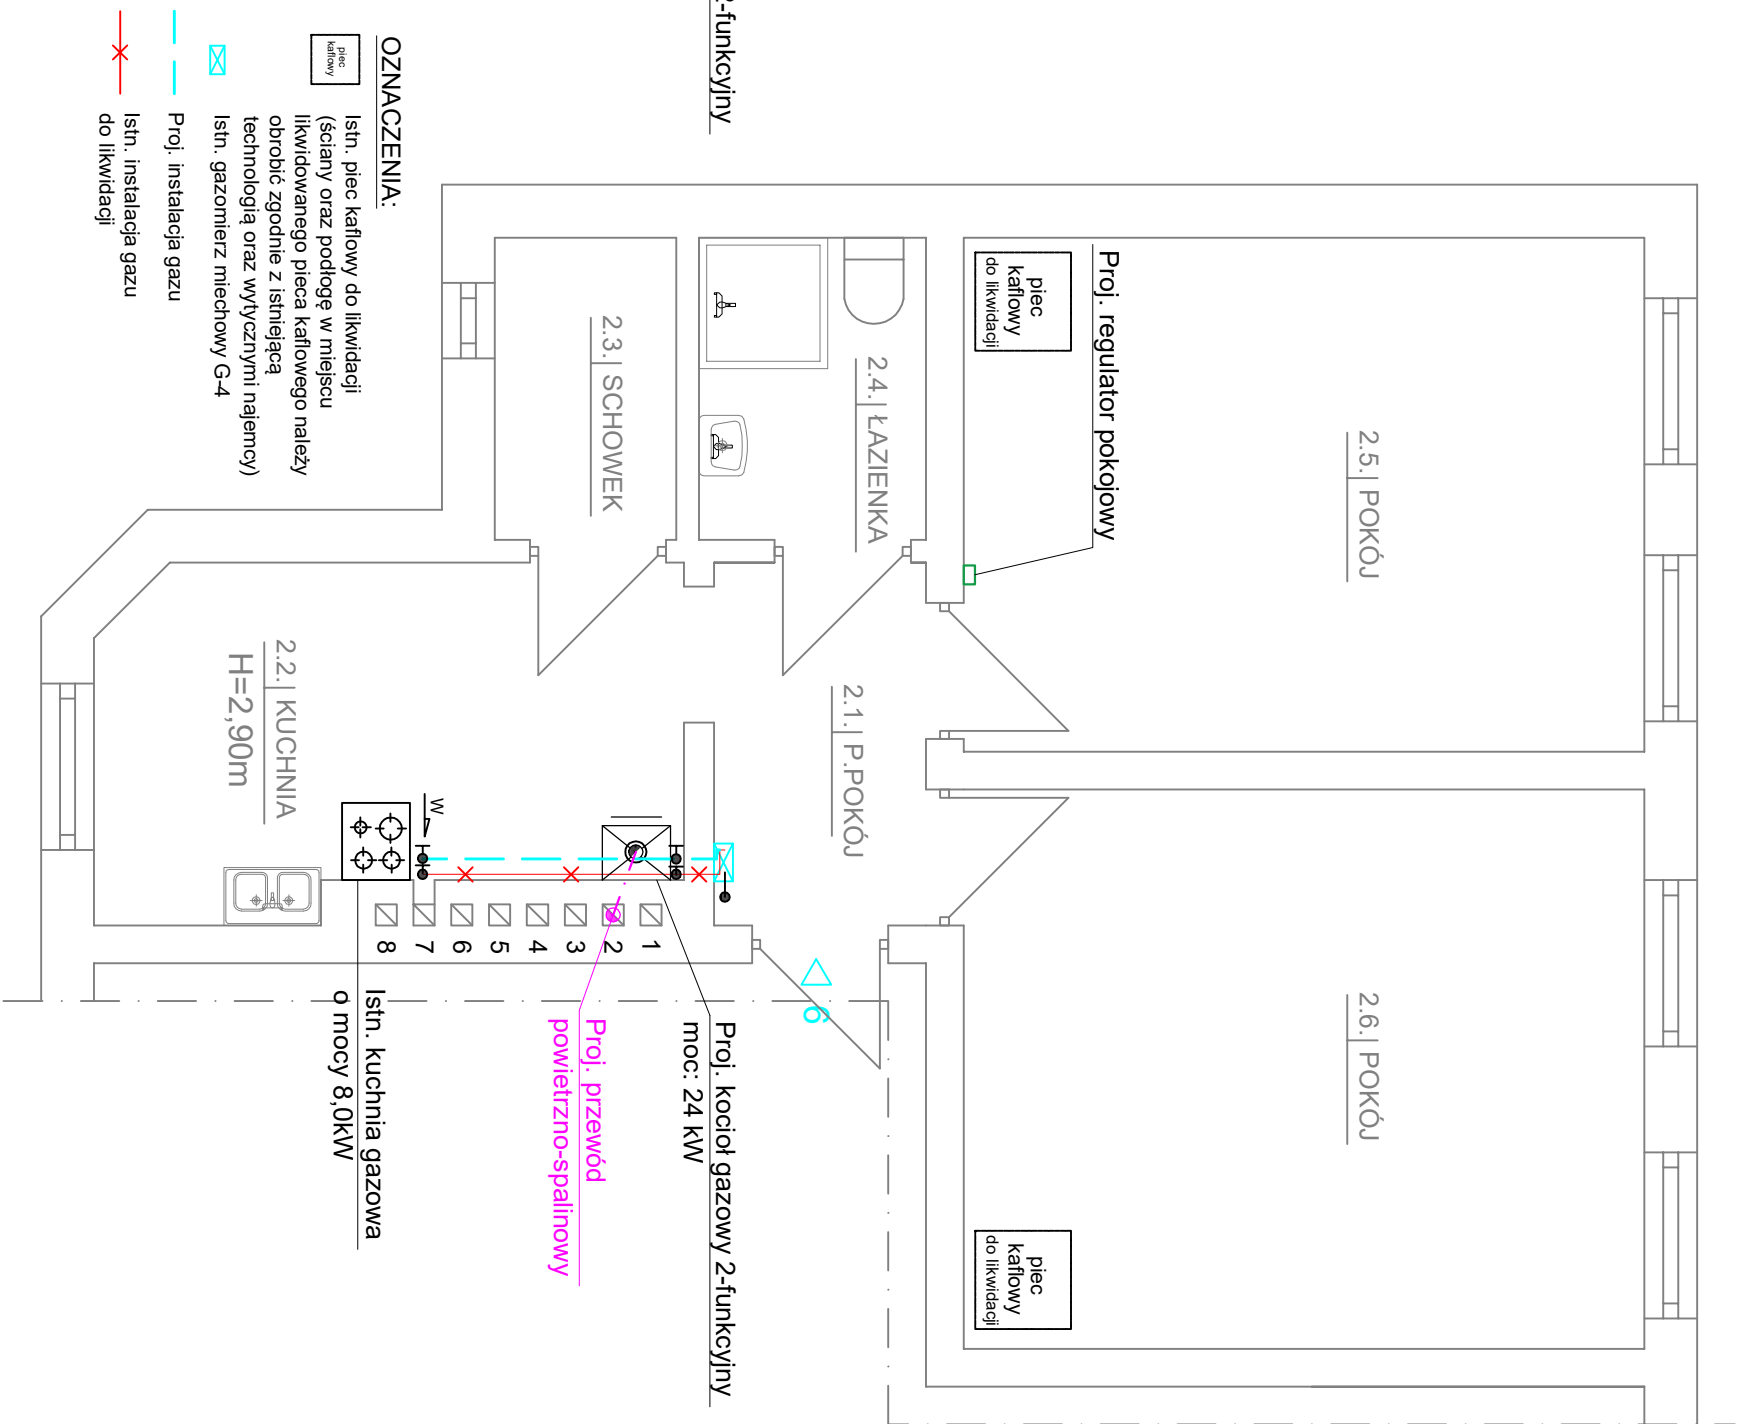 2-funkcyjny
OZNACZENIA:
piec
kaflowy
Istn. piec kaflowy do likwidacji
(ściany oraz podłogę w miejscu
likwidowanego pieca kaflowego należy
obrobić zgodnie z istniejącą
technologią oraz wytycznymi najemcy)
Istn. gazomierz miechowy G-4
Proj. instalacja gazu
Istn. instalacja gazu
do likwidacji
2.5. POKÓJ
Proj. regulator pokojowy
piec
kaflowy
do likwidacji
2.4. ŁAZIENKA
2.3. SCHOWEK
2.1. P.POKÓJ
2.2. KUCHNIA
H=2,90m
W
1
2
3
4
5
6
7
8
6
2.6. POKÓJ
piec
kaflowy
do likwidacji
Proj. kocioł gazowy 2-funkcyjny
moc: 24 kW
Proj. przewód
powietrzno-spalinowy
Istn. kuchnia gazowa
o mocy 8,0kW